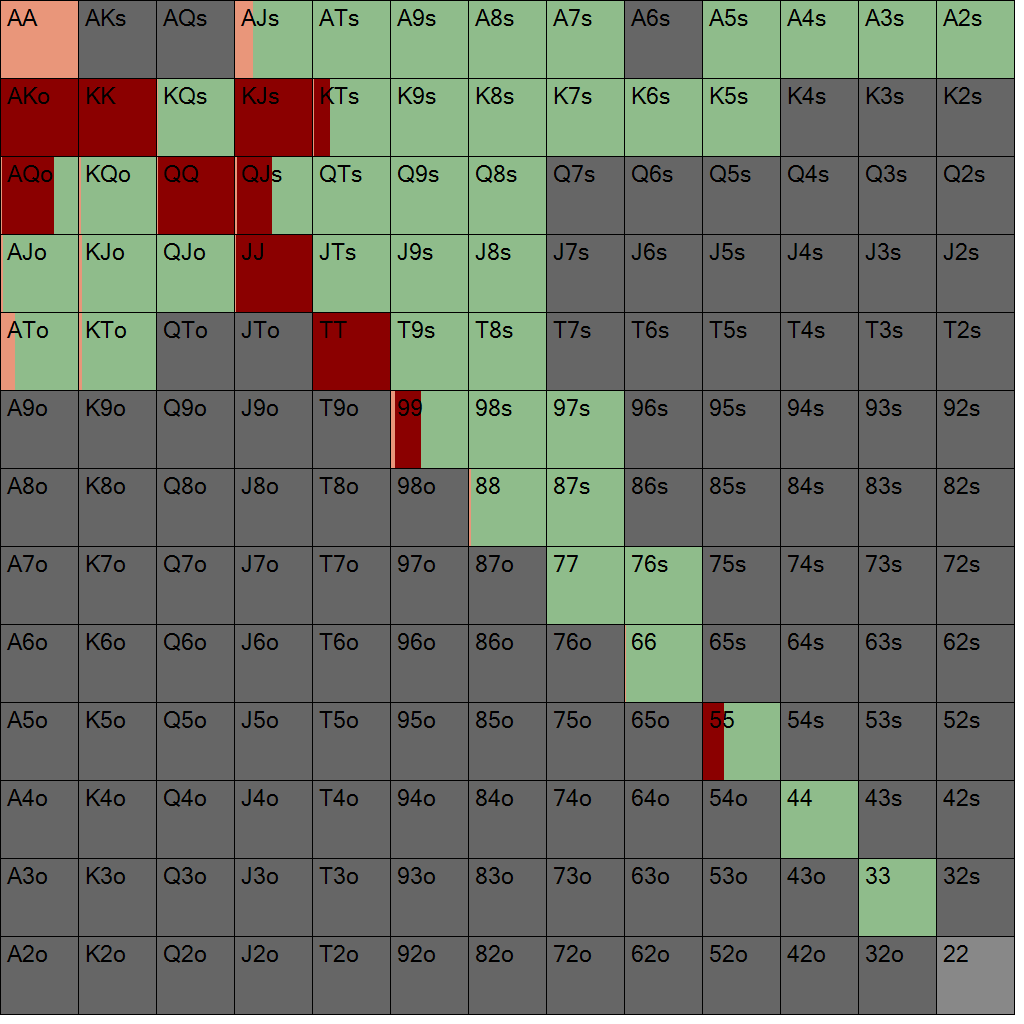 AA AKs AQs AJs ATs A9s A8s A7s A6s A5s A4s A3s A2s
AKo KK KQs KJs KTs K9s K8s K7s K6s K5s K4s K3s K2s
AQo KQo QQ QJs QTs Q9s Q8s Q7s Q6s Q5s Q4s Q3s Q2s
AJo KJo QJo JJ JTs J9s J8s J7s J6s J5s J4s J3s J2s
ATo KTo QTo JTo TT T9s T8s T7s T6s T5s T4s T3s T2s
A9o K9o Q9o J9o T9o 99 98s 97s 96s 95s 94s 93s 92s
A8o K8o Q8o J8o T8o 98o 88 87s 86s 85s 84s 83s 82s
A7o K7o Q7o J7o T7o 97o 87o 77 76s 75s 74s 73s 72s
A6o K6o Q6o J6o T6o 96o 86o 76o 66 65s 64s 63s 62s
A5o K5o Q5o J5o T5o 95o 85o 75o 65o 55 54s 53s 52s
A4o K4o Q4o J4o T4o 94o 84o 74o 64o 54o 44 43s 42s
A3o K3o Q3o J3o T3o 93o 83o 73o 63o 53o 43o 33 32s
A2o K2o Q2o J2o T2o 92o 82o 72o 62o 52o 42o 32o 22